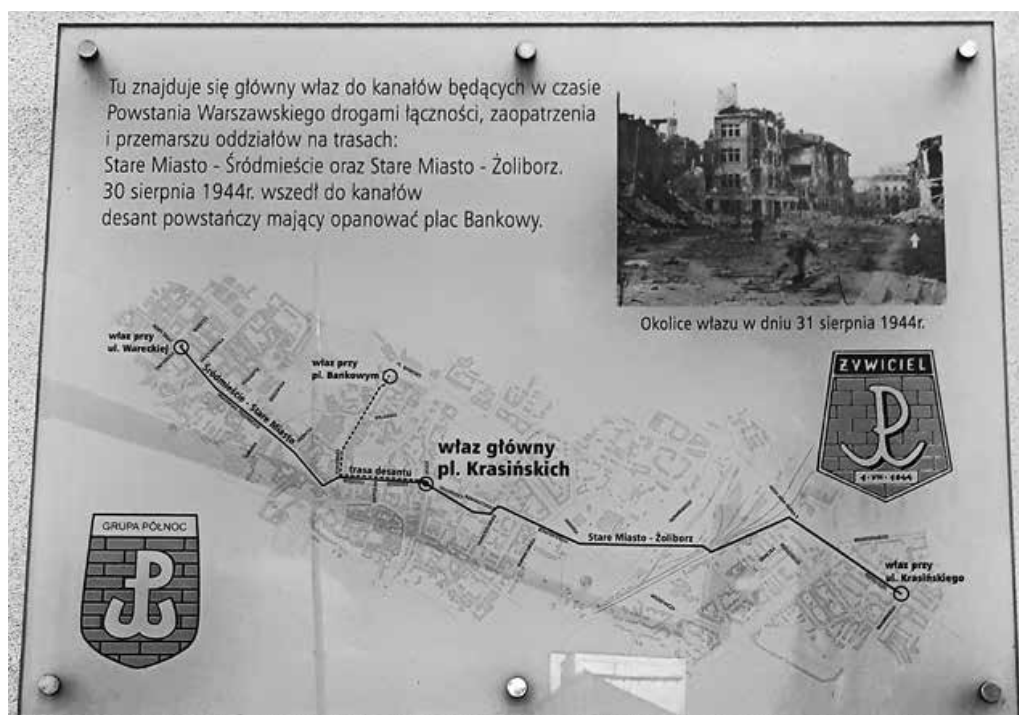 Tu znajduje się główny właz do kanałów będących w czasie
Powstania Warszawskiego drogami łączności, zaopatrzenia
i przemarszu oddziałów na trasach:
Stare Miasto - Śródmieście oraz Stare Miasto - Żoliborz.
30 sierpnia 1944r. wszedł do kanałów
desant powstańczy mający opanować plac Bankowy.
Okolice włazu w dniu 31 sierpnia 1944r.
właz przy
ul. Wareckiej
właz przy
pl. Bankowym
Śródmieście - Stare Miasto
trasa desantu
właz główny
pl. Krasińskich
Stare Miasto - Żoliborz
właz przy
ul. Krasińskiego
ŻYWICIEL
GRUPA PÓŁNOC